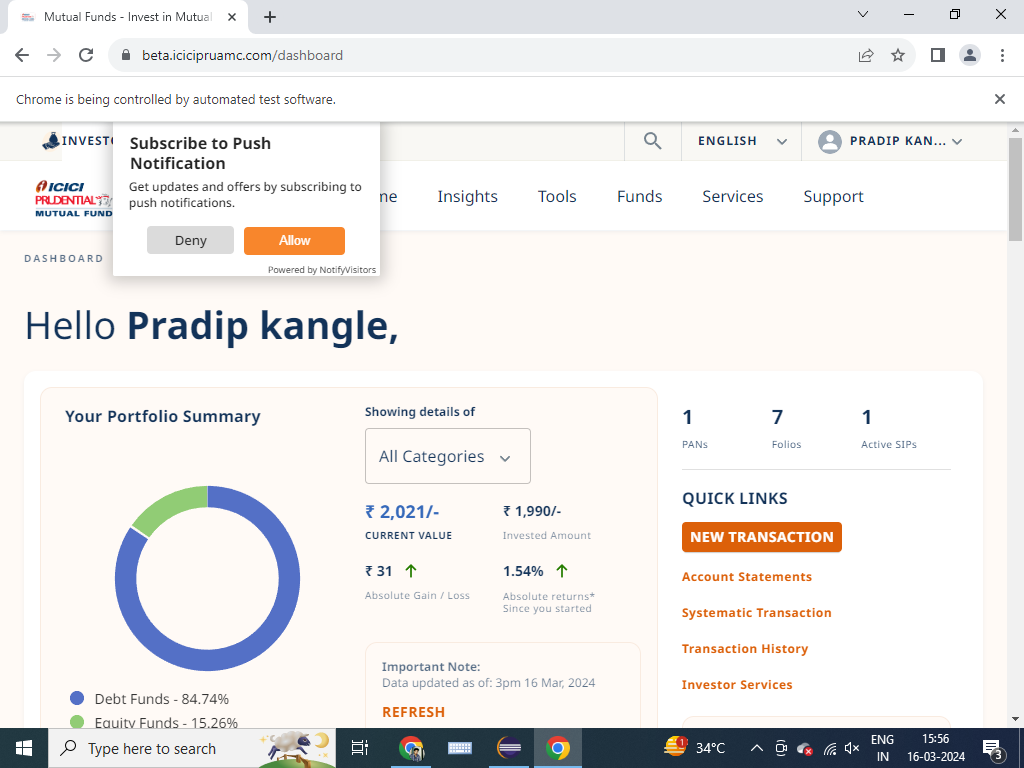 Mutual Funds - Invest in Mutual
beta.icicipruamc.com/dashboard
Chrome is being controlled by automated test software.
INVESTO
ENGLISH
PRADIP KAN...
Subscribe to Push
Notification
Get updates and offers by subscribing to
push notifications.
Deny
Allow
Powered by NotifyVisitors
ICICI
PRUDENTIAL
MUTUAL FUND
me
Insights
Tools
Funds
Services
Support
DASHBOARD
Hello Pradip kangle,
Your Portfolio Summary
Debt Funds - 84.74%
Equity Funds - 15.26%
Showing details of
All Categories
₹ 2,021/-
CURRENT VALUE
₹ 1,990/-
Invested Amount
₹ 31
Absolute Gain / Loss
1.54%
Absolute returns*
Since you started
Important Note:
Data updated as of: 3pm 16 Mar, 2024
REFRESH
1
PANs
7
Folios
1
Active SIPs
QUICK LINKS
NEW TRANSACTION
Account Statements
Systematic Transaction
Transaction History
Investor Services
Type here to search
1
34°C
ENG
IN
15:56
16-03-2024
3